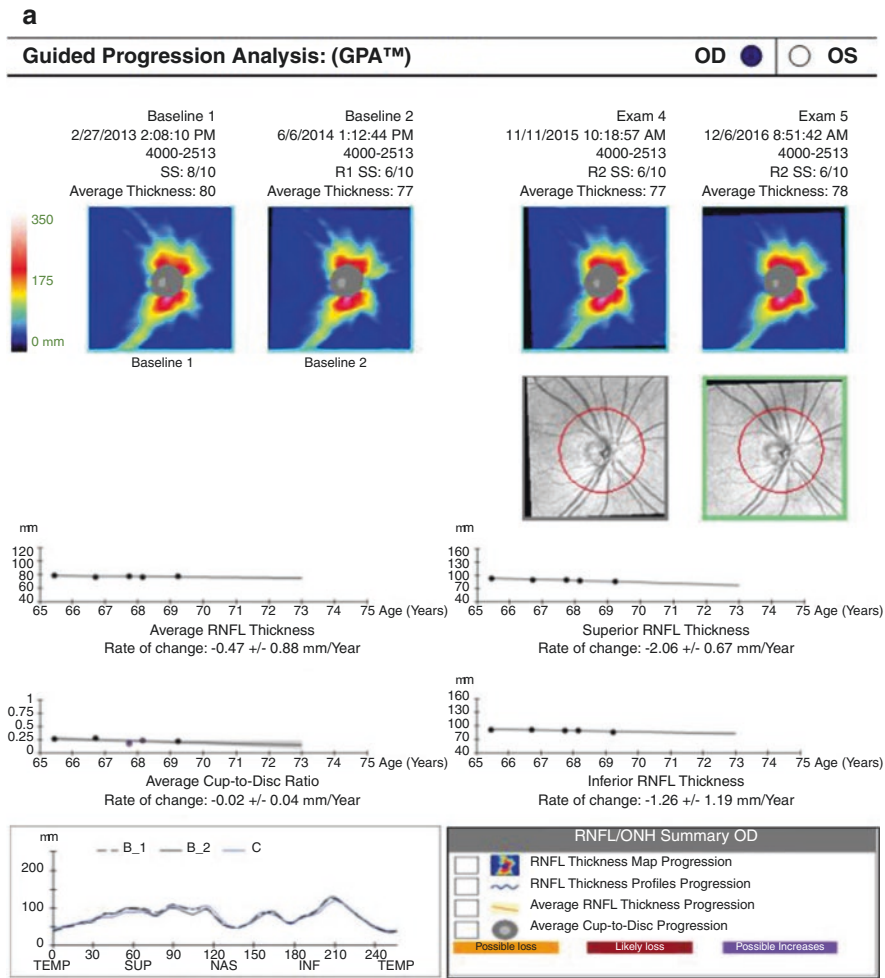 a
Guided Progression Analysis: (GPA™) OD OS
Baseline 1 Baseline 2 Exam 4 Exam 5
2/27/2013 2:08:10 PM 6/6/2014 1:12:44 PM 11/11/2015 10:18:57 AM 12/6/2016 8:51:42 AM
4000-2513 4000-2513 4000-2513 4000-2513
SS: 8/10 R1 SS: 6/10 R2 SS: 6/10 R2 SS: 6/10
Average Thickness: 80 Average Thickness: 77 Average Thickness: 77 Average Thickness: 78
350
175
0 mm
Baseline 1 Baseline 2
mm
120
100
80
60
40
65 66 67 68 69 70 71 72 73 74 75 Age (Years)
Average RNFL Thickness
Rate of change: -0.47 +/- 0.88 mm/Year
mm
160
130
100
70
40
65 66 67 68 69 70 71 72 73 74 75 Age (Years)
Superior RNFL Thickness
Rate of change: -2.06 +/- 0.67 mm/Year
1
0.75
0.5
0.25
0
65 66 67 68 69 70 71 72 73 74 75 Age (Years)
Average Cup-to-Disc Ratio
Rate of change: -0.02 +/- 0.04 mm/Year
mm
160
130
100
70
40
65 66 67 68 69 70 71 72 73 74 75 Age (Years)
Inferior RNFL Thickness
Rate of change: -1.26 +/- 1.19 mm/Year
mm
B_1 B_2 C
200
100
0
0 30 60 90 120 150 180 210 240
TEMP SUP NAS INF TEMP
RNFL/ONH Summary OD
RNFL Thickness Map Progression
RNFL Thickness Profiles Progression
Average RNFL Thickness Progression
Average Cup-to-Disc Progression
Possible loss Likely loss Possible Increases